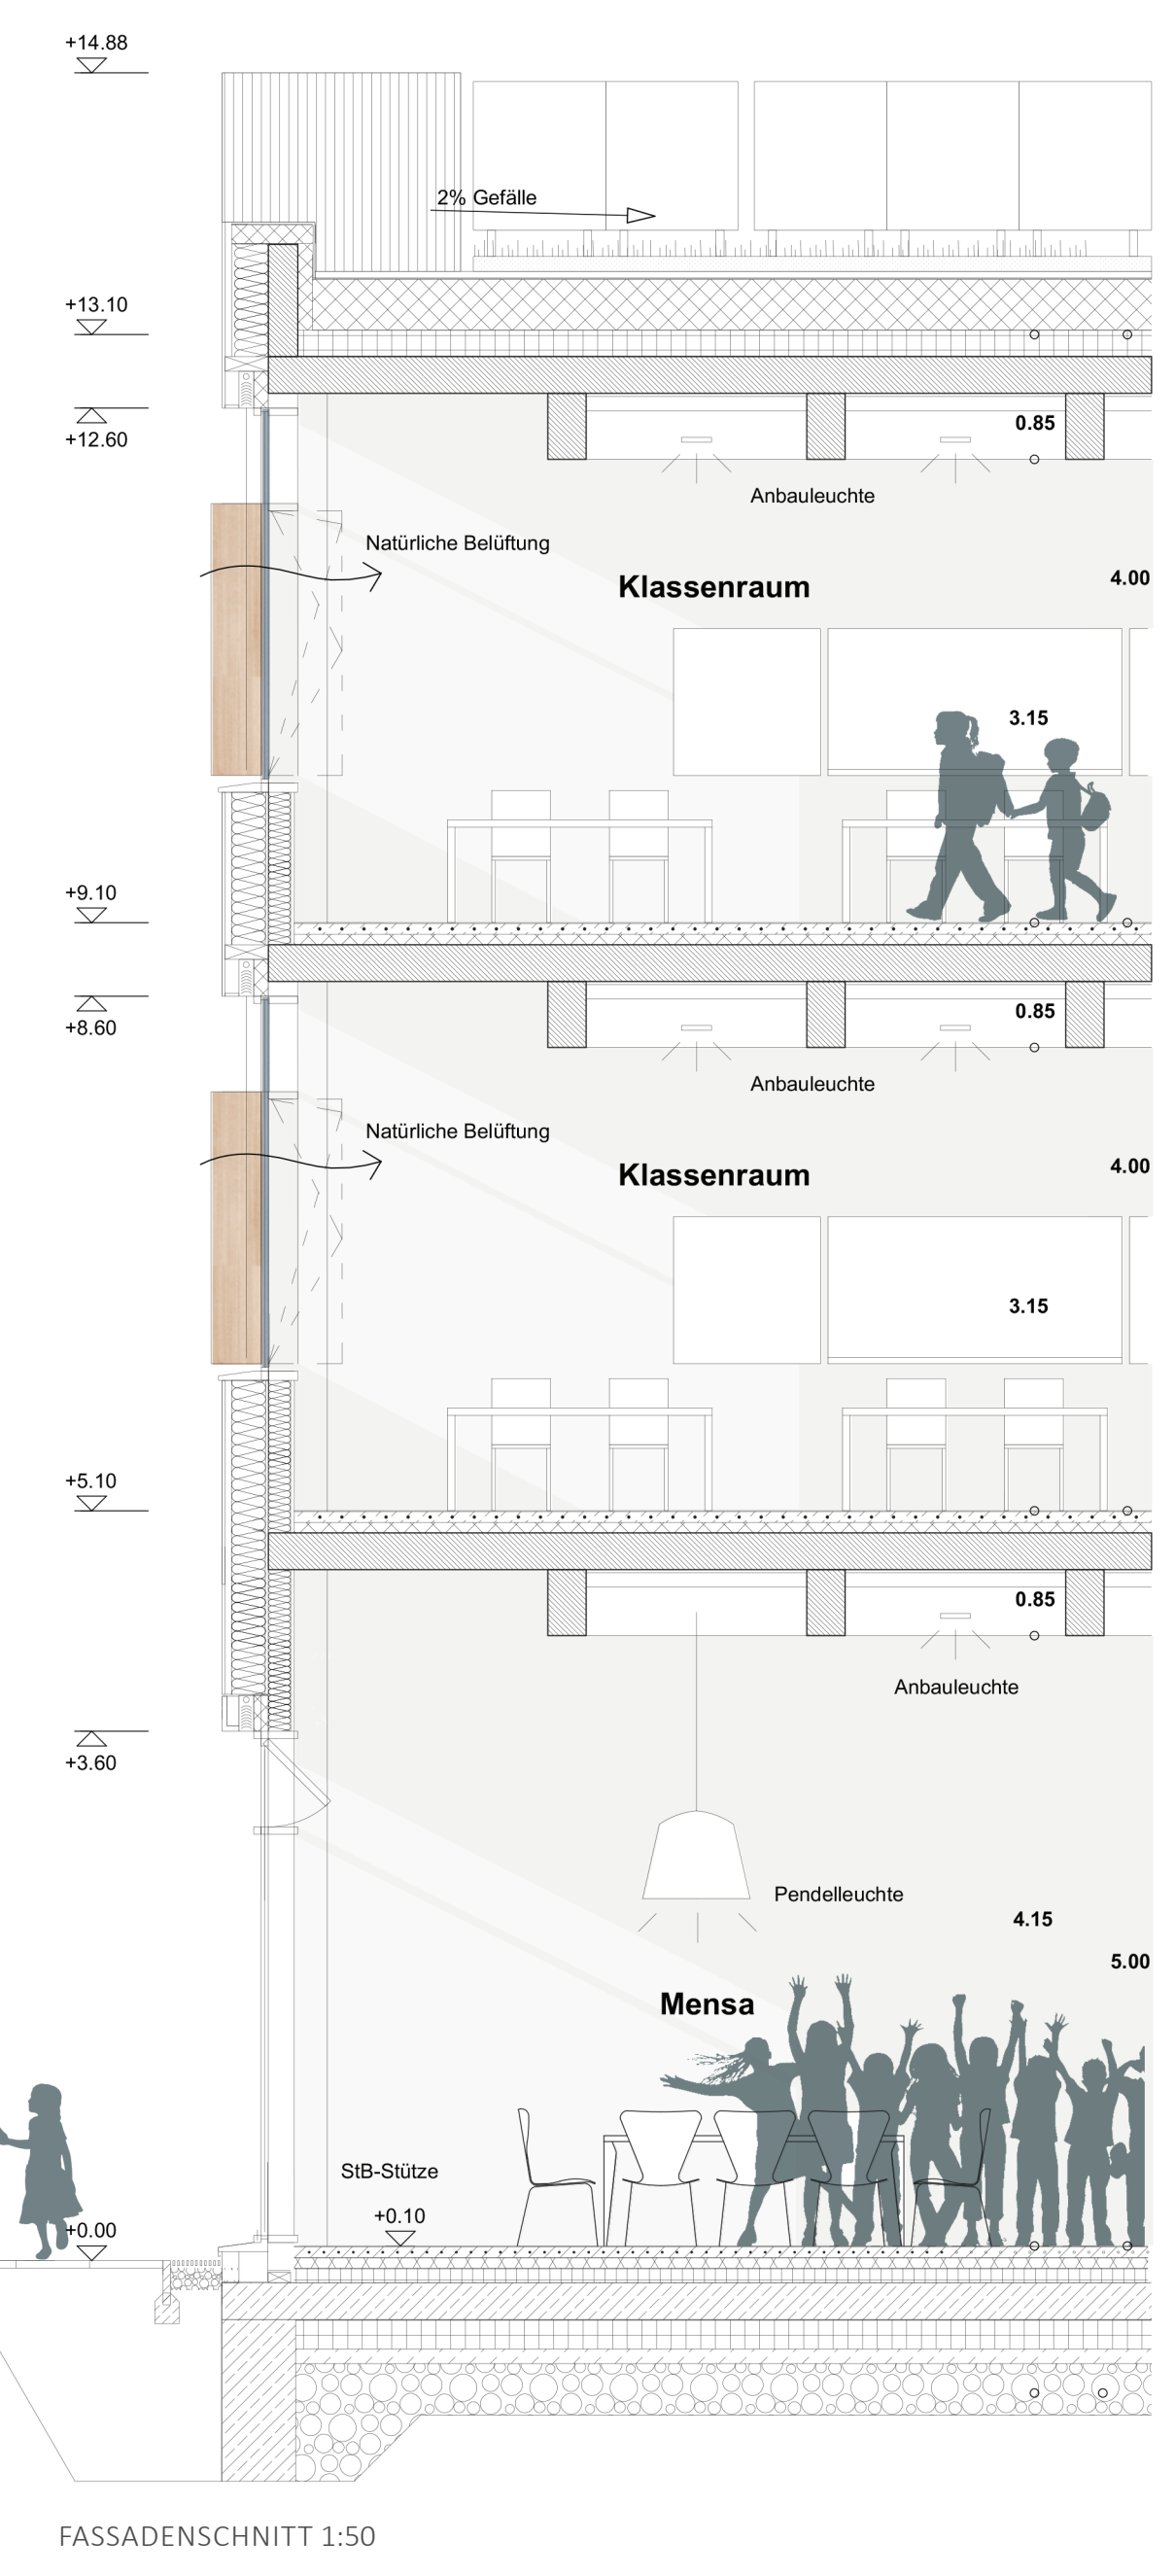 +14.88
2% Gefälle
+13.10
+12.60
0.85
Anbauleuchte
Natürliche Belüftung
Klassenraum
4.00
3.15
+9.10
+8.60
0.85
Anbauleuchte
Natürliche Belüftung
Klassenraum
4.00
3.15
+5.10
0.85
Anbauleuchte
+3.60
Pendelleuchte
4.15
5.00
Mensa
StB-Stütze
+0.10
+0.00
FASSADENSCHNITT 1:50